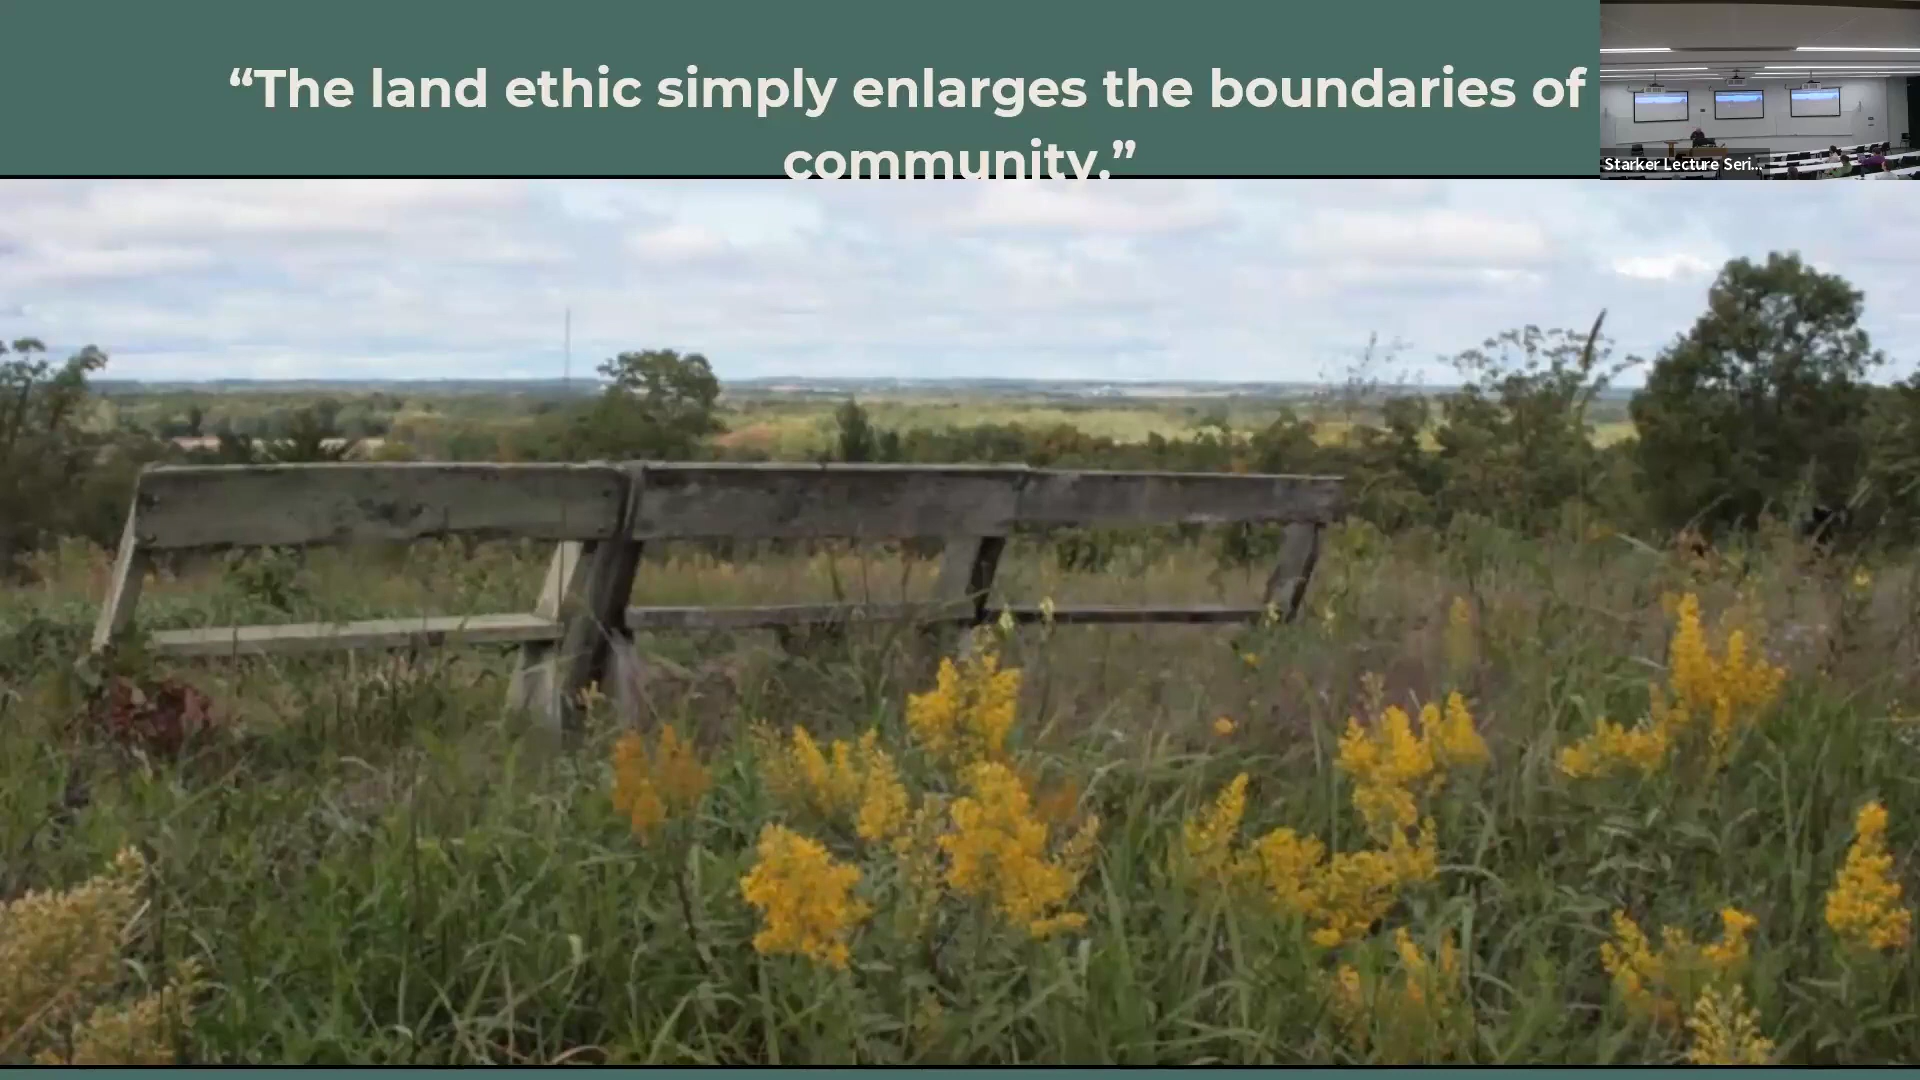 “The land ethic simply enlarges the boundaries of
community.”
Starker Lecture Seri...